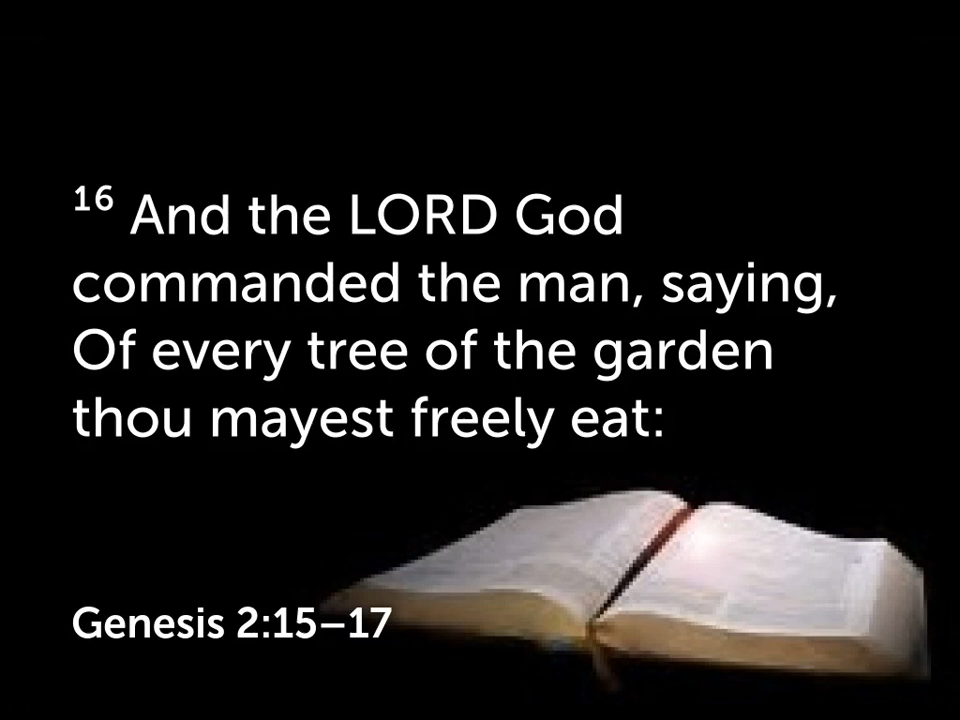 16 And the LORD God
commanded the man, saying,
Of every tree of the garden
thou mayest freely eat:
Genesis 2:15–17